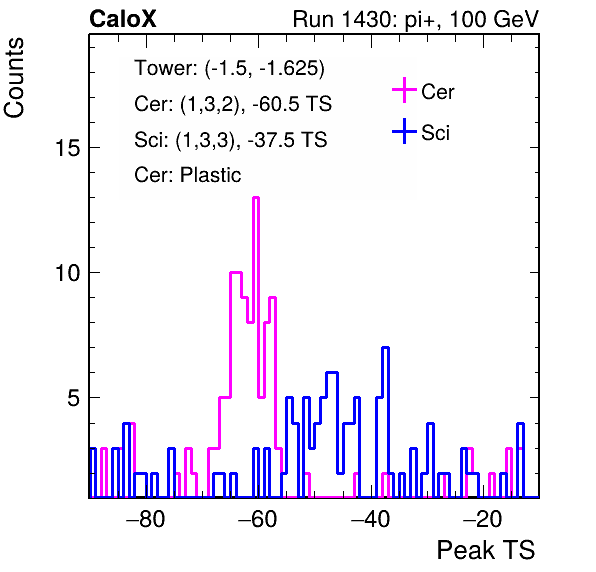 CaloX Run 1430: pi+, 100 GeV
Counts
Tower: (-1.5, -1.625)
Cer: (1,3,2), -60.5 TS
Sci: (1,3,3), -37.5 TS
Cer: Plastic
Cer
Sci
15
10
5
−80 −60 −40 −20
Peak TS